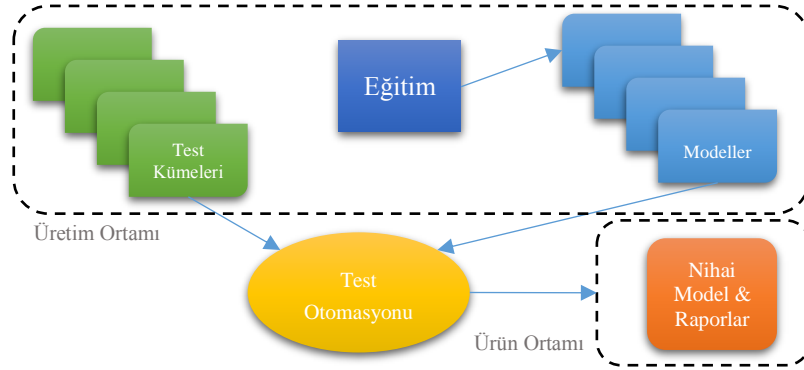 Eğitim
Test
Kümeleri
Modeller
Üretim Ortamı
Test
Otomasyonu
Nihai
Model &
Raporlar
Ürün Ortamı